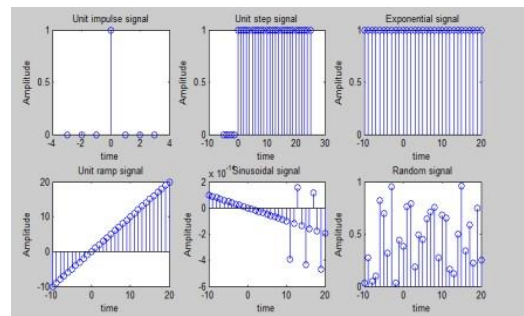 Unit impulse signal
Unit step signal
Exponential signal
1
0.5
0
-4 -2 0 2 4
Amplitude
time
1
0.5
0
-10 0 10 20 30
Amplitude
time
1
0.5
0
-10 0 10 20
Amplitude
time
Unit ramp signal
Sinusoidal signal
Random signal
20
10
0
-10
-10 0 10 20
Amplitude
time
x 10
2
0
-2
-4
-6
-10 0 10 20
Amplitude
time
1
0.5
0
-10 0 10 20
Amplitude
time